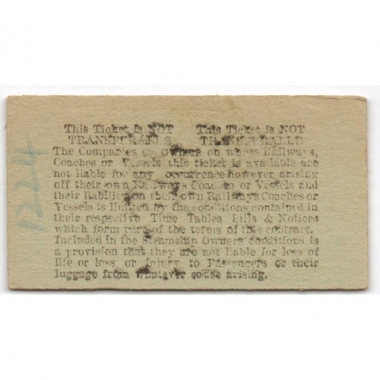 This Ticket is NOT This Ticket is NOT
TRANSFERABLE TRANSFERABLE
The Companies or Owners on whose Railways,
Coaches or Vessels this ticket is available are
not liable for any occurrence however arising
off their own Railways Coaches or Vessels and
their liability on their own Railways Coaches or
Vessels is limited by the conditions contained in
their respective Time Tables Bills & Notices
which form part of the terms of this contract.
Included in the Steamship Owners' conditions is
a provision that they are not liable for loss of
life or loss or injury to Passengers or their
luggage from whatever cause arising.